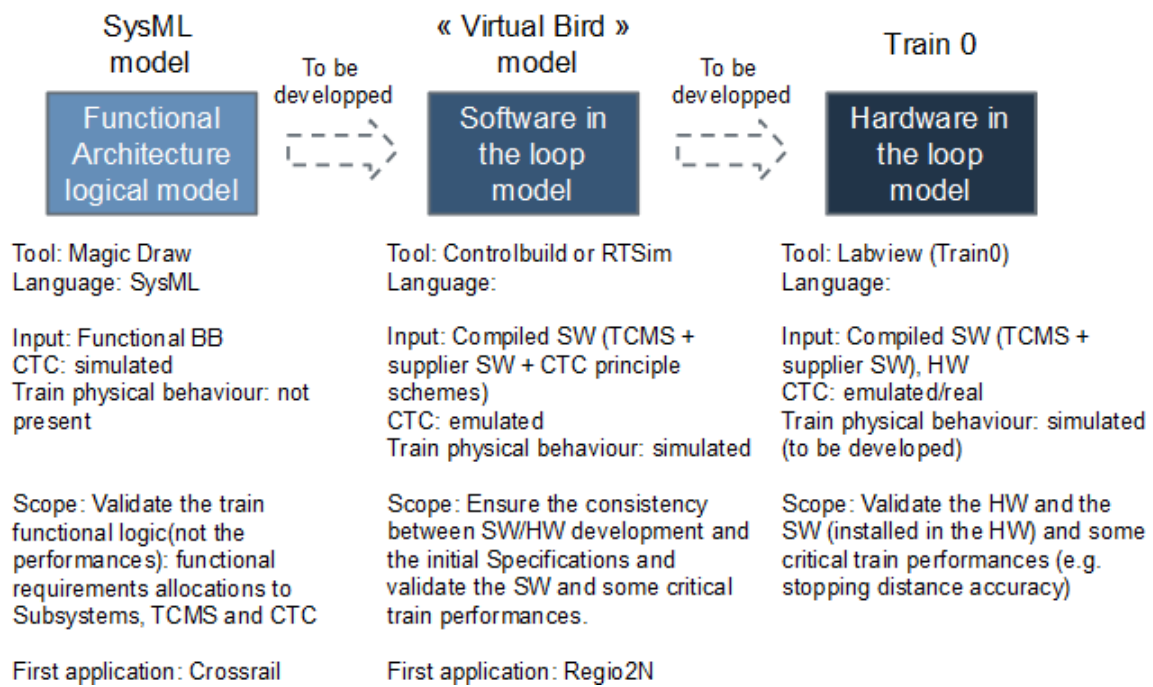 SysML
model
To be
developped
« Virtual Bird »
model
To be
developped
Train 0
Functional
Architecture
logical model
Software in
the loop
model
Hardware in
the loop
model
Tool: Magic Draw
Language: SysML
Input: Functional BB
CTC: simulated
Train physical behaviour: not
present
Scope: Validate the train
functional logic(not the
performances): functional
requirements allocations to
Subsystems, TCMS and CTC
First application: Crossrail
Tool: Controlbuild or RTSim
Language:
Input: Compiled SW (TCMS +
supplier SW + CTC principle
schemes)
CTC: emulated
Train physical behaviour: simulated
Scope: Ensure the consistency
between SW/HW development and
the initial Specifications and
validate the SW and some critical
train performances.
First application: Regio2N
Tool: Labview (Train0)
Language:
Input: Compiled SW (TCMS +
supplier SW), HW
CTC: emulated/real
Train physical behaviour: simulated
(to be developed)
Scope: Validate the HW and the
SW (installed in the HW) and some
critical train performances (e.g.
stopping distance accuracy)